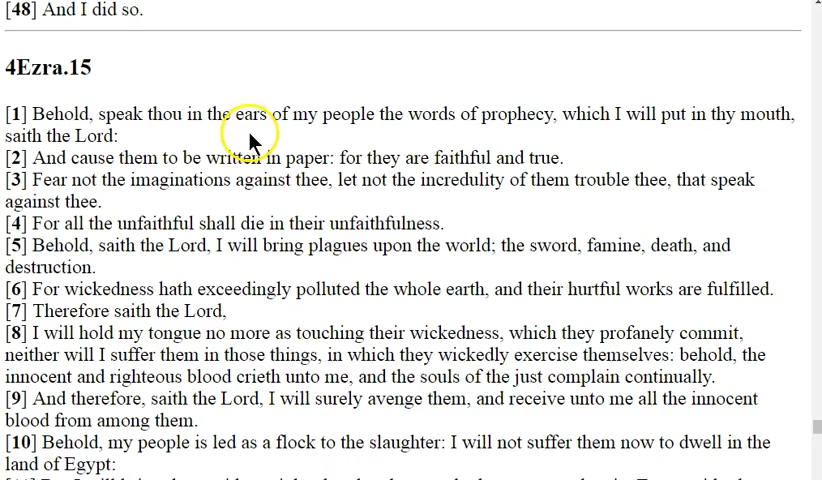 [48] And I did so.
4Ezra.15
[1] Behold, speak thou in the ears of my people the words of prophecy, which I will put in thy mouth,
saith the Lord:
[2] And cause them to be written in paper: for they are faithful and true.
[3] Fear not the imaginations against thee, let not the incredulity of them trouble thee, that speak
against thee.
[4] For all the unfaithful shall die in their unfaithfulness.
[5] Behold, saith the Lord, I will bring plagues upon the world; the sword, famine, death, and
destruction.
[6] For wickedness hath exceedingly polluted the whole earth, and their hurtful works are fulfilled.
[7] Therefore saith the Lord,
[8] I will hold my tongue no more as touching their wickedness, which they profanely commit,
neither will I suffer them in those things, in which they wickedly exercise themselves: behold, the
innocent and righteous blood crieth unto me, and the souls of the just complain continually.
[9] And therefore, saith the Lord, I will surely avenge them, and receive unto me all the innocent
blood from among them.
[10] Behold, my people is led as a flock to the slaughter: I will not suffer them now to dwell in the
land of Egypt: